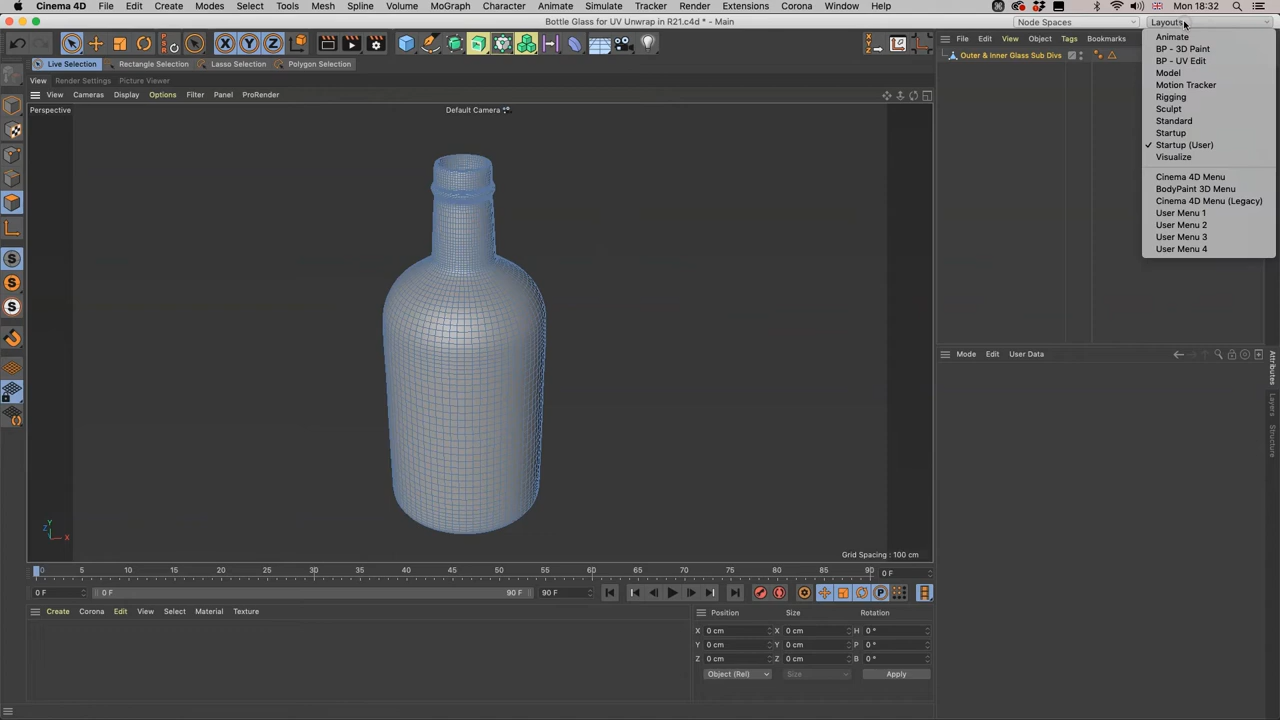 Cinema 4D File Edit View Window Create Modes Select Tools Mesh Spline Volume MoGraph Character Animate Simulate Tracker Render Extensions Corona Window Help Mon 18:32
Bottle Glass for UV Unwrap in R21.c4d * - Main
Node Spaces
Layouts
Live Selection Rectangle Selection Lasso Selection Polygon Selection
View Render Settings Picture Viewer
View Cameras Display Options Filter Panel ProRender
Perspective
Default Camera
File Edit View Object Tags Bookmarks
Outer & Inner Glass Sub Divs
Animate
BP - 3D Paint
BP - UV Edit
Model
Motion Tracker
Rigging
Sculpt
Standard
Startup
Startup (User)
Visualize
Cinema 4D Menu
BodyPaint 3D Menu
Cinema 4D Menu (Legacy)
User Menu 1
User Menu 2
User Menu 3
User Menu 4
X Y Z
S
S
S
Mode Edit User Data
Attributes
Layers
Structure
Y
Z
X
Grid Spacing : 100 cm
0 5 10 15 20 25 30 35 40 45 50 55 60 65 70 75 80 85 90
0 F
0 F 0 F 90 F 90 F
P
Create Corona Edit View Select Material Texture
Position Size Rotation
X 0 cm X 0 cm H 0 °
Y 0 cm Y 0 cm P 0 °
Z 0 cm Z 0 cm B 0 °
Object (Rel) Size Apply